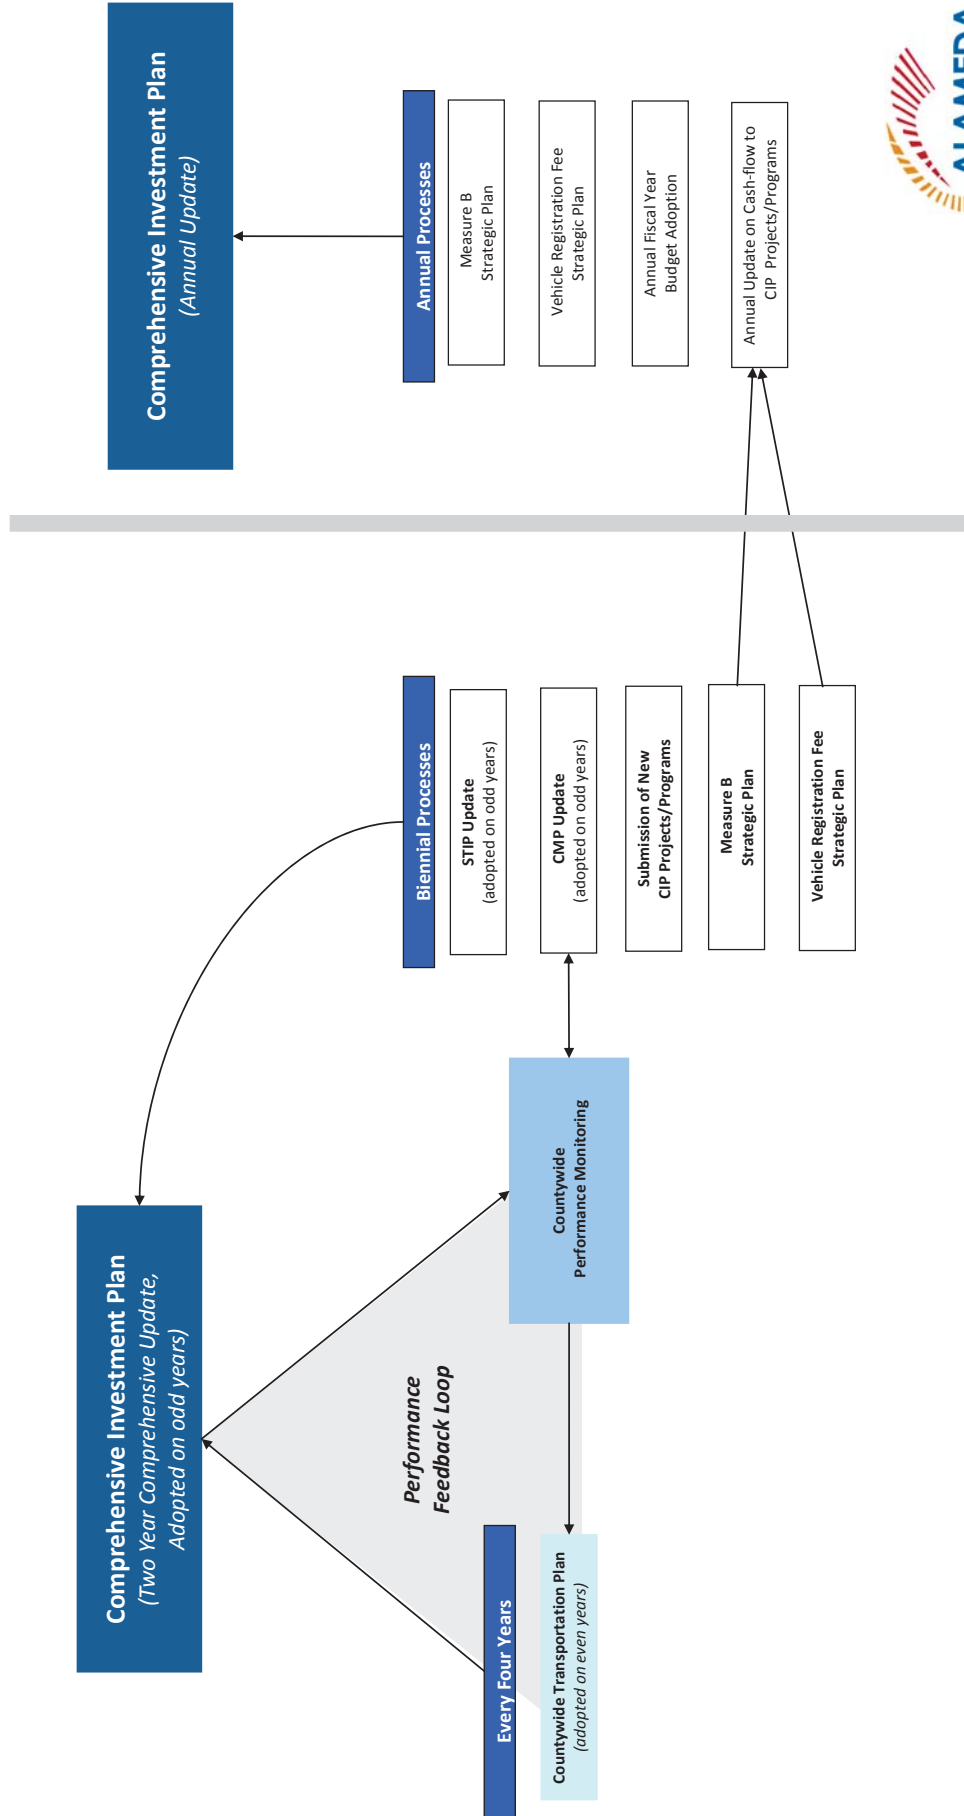 Comprehensive Investment Plan
(Two Year Comprehensive Update,
Adopted on odd years)
Performance
Feedback Loop
Every Four Years
Countywide Transportation Plan
(adopted on even years)
Countywide
Performance Monitoring
Biennial Processes
STIP Update
(adopted on odd years)
CMP Update
(adopted on odd years)
Submission of New
CIP Projects/Programs
Measure B
Strategic Plan
Vehicle Registration Fee
Strategic Plan
Comprehensive Investment Plan
(Annual Update)
Annual Processes
Measure B
Strategic Plan
Vehicle Registration Fee
Strategic Plan
Annual Fiscal Year
Budget Adoption
Annual Update on Cash-flow to
CIP Projects/Programs
ALAMEDA